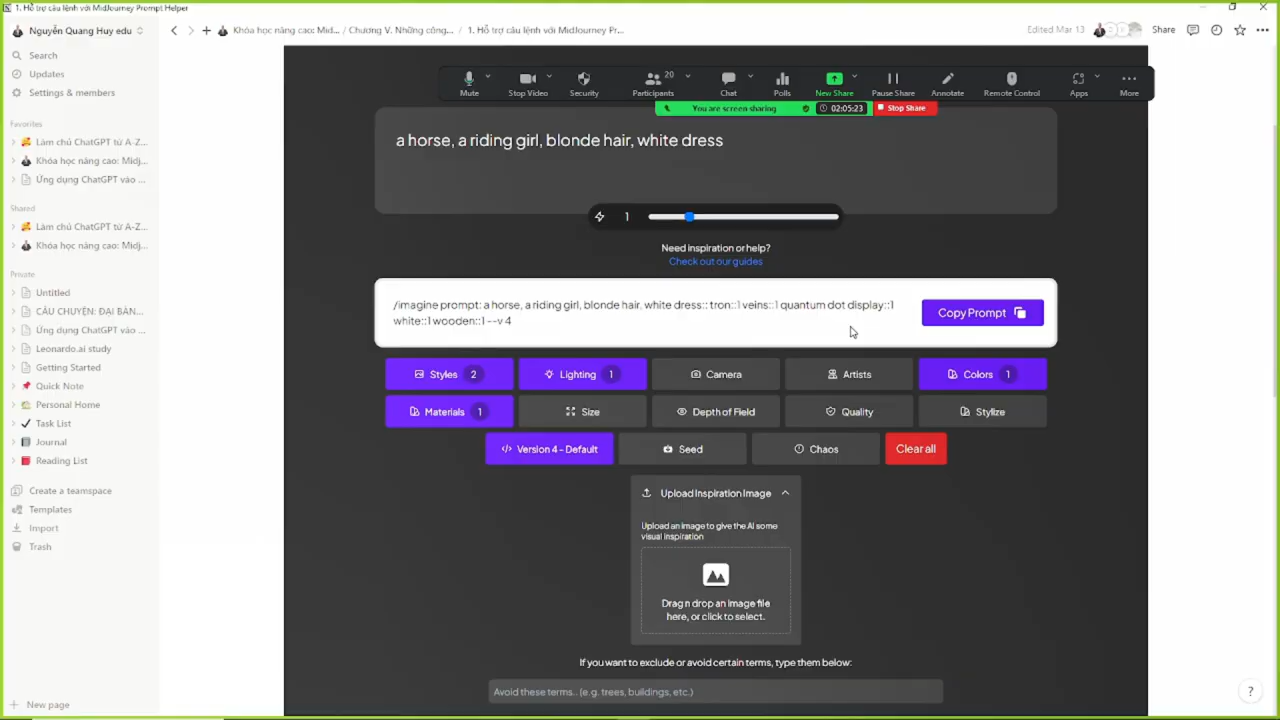 1. Hỗ trợ câu lệnh với MidJourney Prompt Helper
Nguyễn Quang Huy edu
Khóa học nâng cao: Mid... / Chương V. Những công... / 1. Hỗ trợ câu lệnh với MidJourney Pr...
Edited Mar 13
Share
Search
Updates
Settings & members
Favorites
Làm chủ ChatGPT từ A-Z...
Khóa học nâng cao: Midj...
Ứng dụng ChatGPT vào ...
Shared
Làm chủ ChatGPT từ A-Z...
Khóa học nâng cao: Midj...
Private
Untitled
CÂU CHUYỆN: ĐẠI BÀN...
Ứng dụng ChatGPT vào ...
Leonardo.ai study
Getting Started
Quick Note
Personal Home
Task List
Journal
Reading List
Create a teamspace
Templates
Import
Trash
New page
Mute
Stop Video
Security
Participants 20
Chat
Polls
New Share
Pause Share
Annotate
Remote Control
Apps
More
You are screen sharing
02:05:23
Stop Share
a horse, a riding girl, blonde hair, white dress
1
Need inspiration or help?
Check out our guides
/imagine prompt: a horse, a riding girl, blonde hair, white dress:: tron::1 veins::1 quantum dot display::1
white::1 wooden::1 --v 4
Copy Prompt
Styles 2
Lighting 1
Camera
Artists
Colors 1
Materials 1
Size
Depth of Field
Quality
Stylize
Version 4 - Default
Seed
Chaos
Clear all
Upload Inspiration Image
Upload an image to give the AI some
visual inspiration
Drag n drop an image file
here, or click to select.
If you want to exclude or avoid certain terms, type them below:
Avoid these terms.. (e.g. trees, buildings, etc.)
?